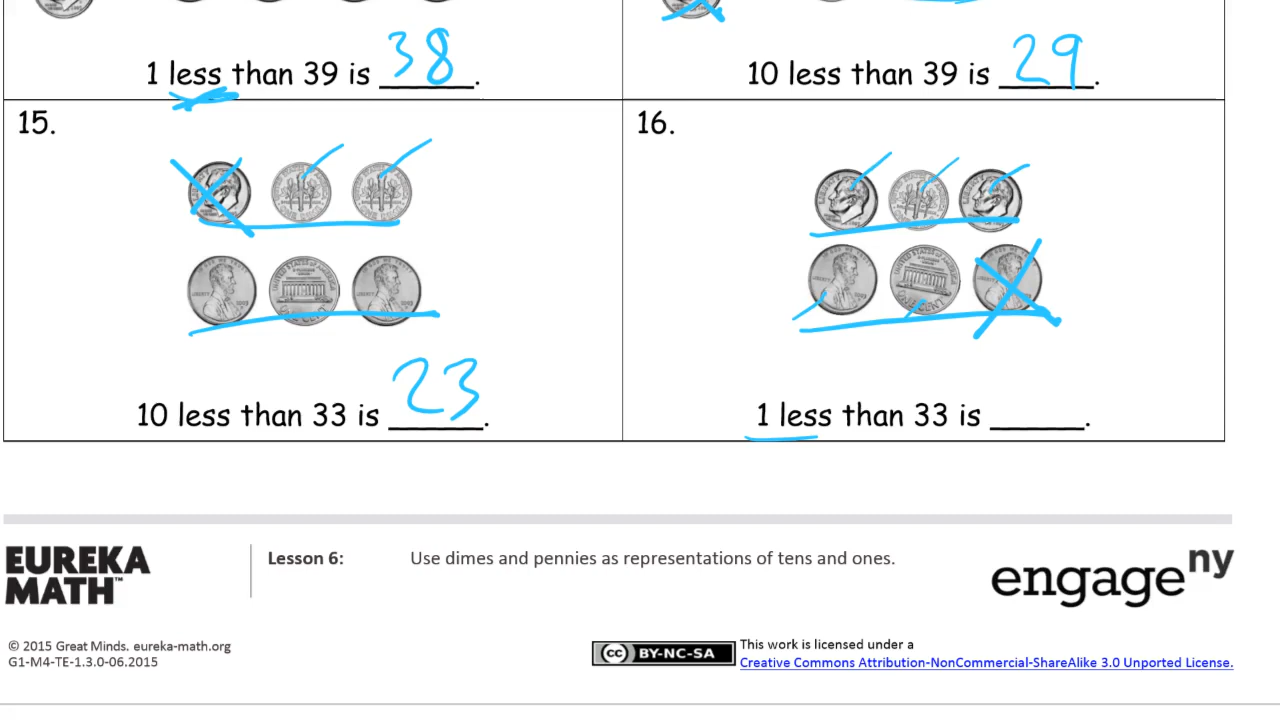 1 less than 39 is 38.
10 less than 39 is 29.
15.
10 less than 33 is 23.
16.
1 less than 33 is ______.
EUREKA
MATH™
Lesson 6: Use dimes and pennies as representations of tens and ones.
engage ny
© 2015 Great Minds. eureka-math.org
G1-M4-TE-1.3.0-06.2015
cc BY-NC-SA
This work is licensed under a
Creative Commons Attribution-NonCommercial-ShareAlike 3.0 Unported License.